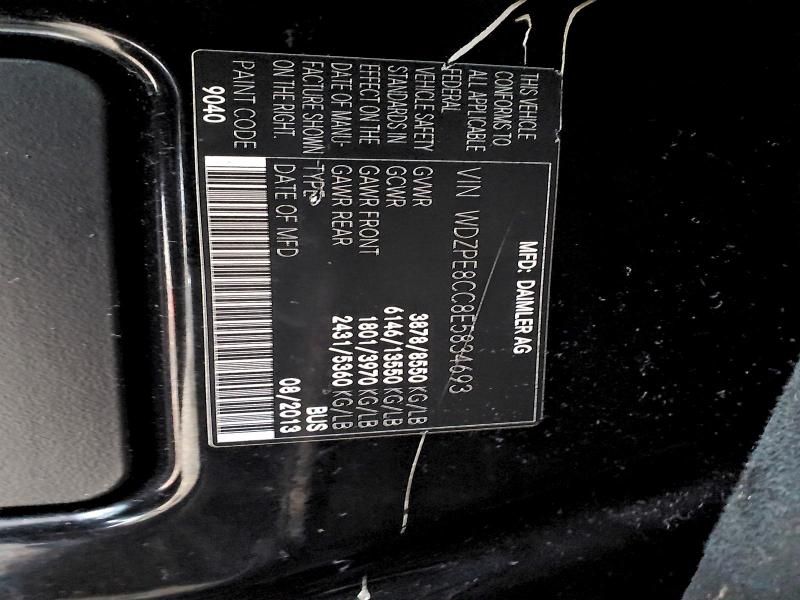 THIS VEHICLE
CONFORMS TO
ALL APPLICABLE
FEDERAL
VEHICLE SAFETY
STANDARDS IN
EFFECT ON THE
DATE OF MANU-
FACTURE SHOWN
ON THE RIGHT.
PAINT CODE
9040
MFD: DAIMLER AG
VIN WDZPE8CC8E5834693
GVWR 3878/8550 KG/LB
GCWR 6146/13550 KG/LB
GAWR FRONT 1801/3970 KG/LB
GAWR REAR 2431/5360 KG/LB
TYPE BUS
DATE OF MFD 08/2013